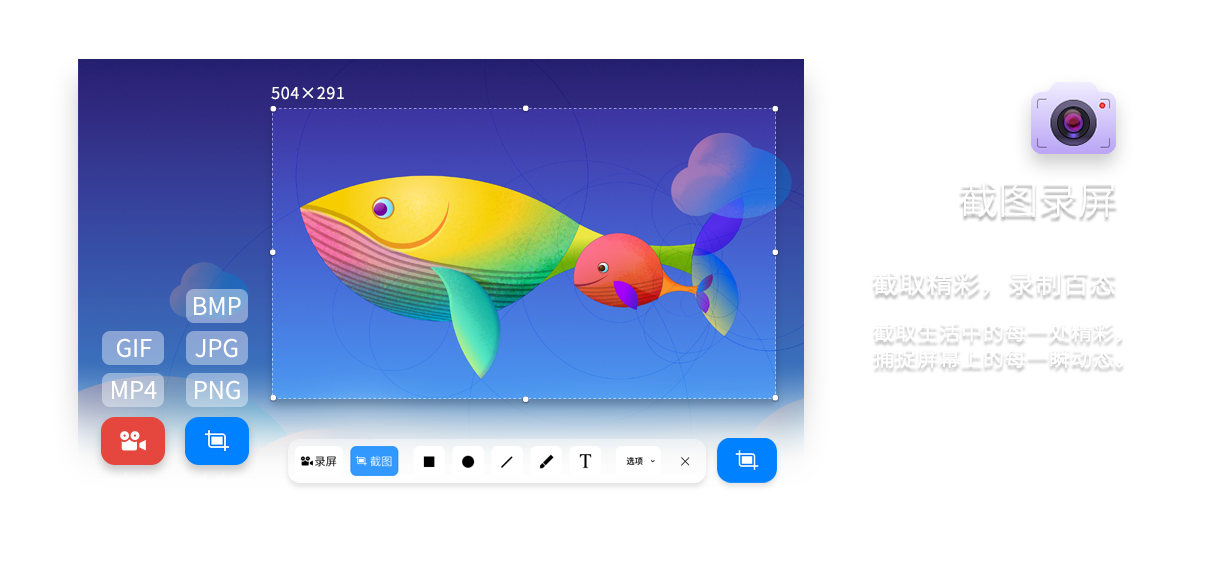 504×291
BMP
GIF
JPG
MP4
PNG
录屏
截图
T
选项
截图录屏
截取精彩，录制百态
截取生活中的每一处精彩，
捕捉屏幕上的每一瞬动态。